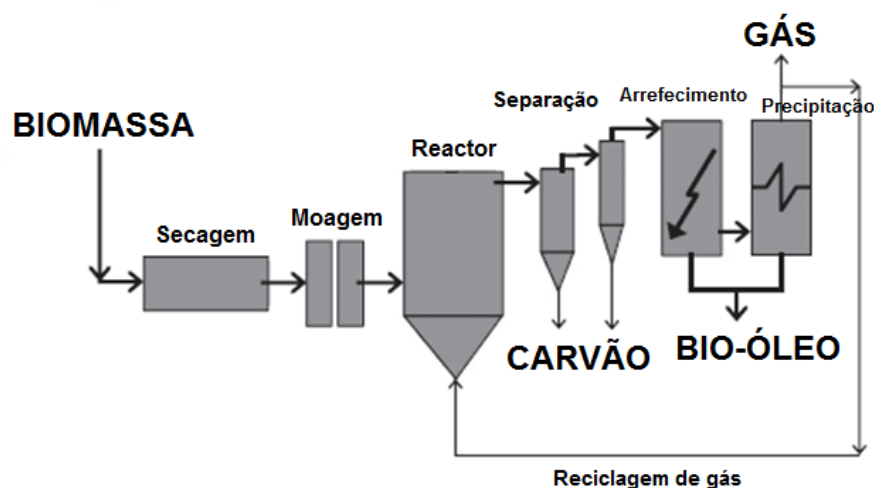 GÁS
Separação
Arrefecimento
Precipitação
BIOMASSA
Reactor
Moagem
Secagem
CARVÃO
BIO-ÓLEO
Reciclagem de gás